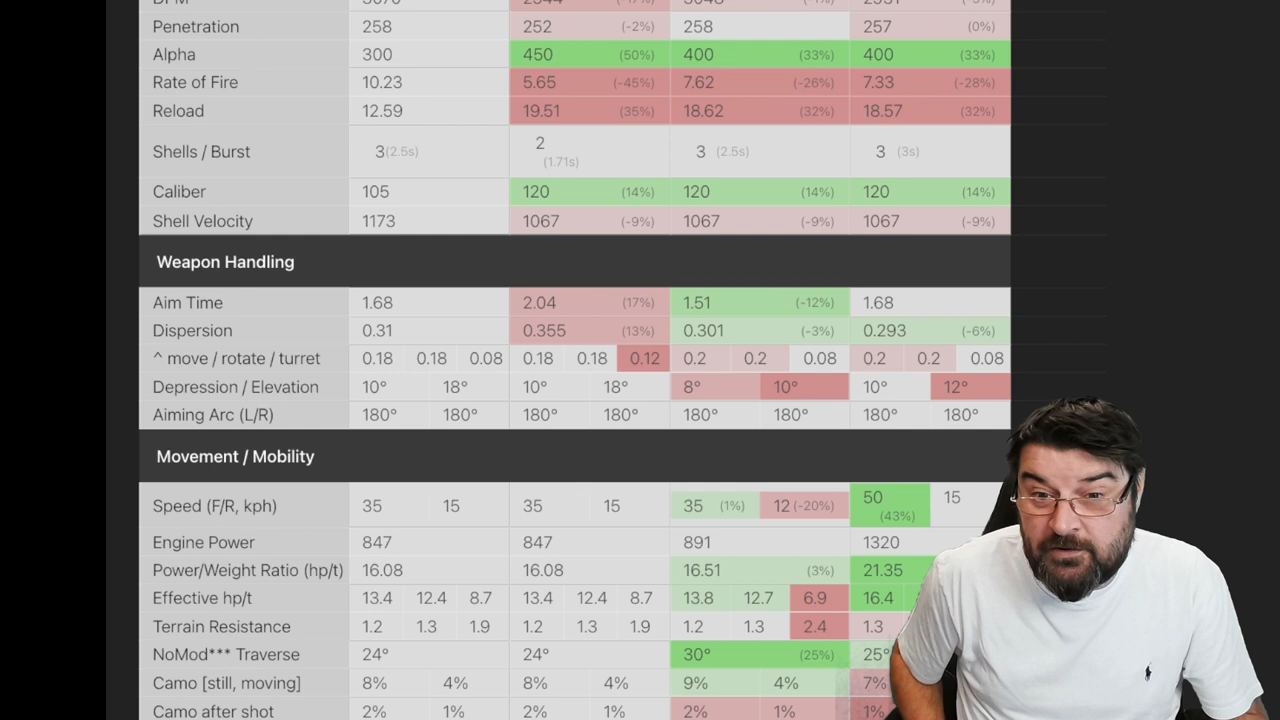 Penetration 258 252 (-2%) 258 257 (0%)
Alpha 300 450 (50%) 400 (33%) 400 (33%)
Rate of Fire 10.23 5.65 (-45%) 7.62 (-26%) 7.33 (-28%)
Reload 12.59 19.51 (35%) 18.62 (32%) 18.57 (32%)
Shells / Burst 3(2.5s) 2 (1.71s) 3 (2.5s) 3 (3s)
Caliber 105 120 (14%) 120 (14%) 120 (14%)
Shell Velocity 1173 1067 (-9%) 1067 (-9%) 1067 (-9%)
Weapon Handling
Aim Time 1.68 2.04 (17%) 1.51 (-12%) 1.68
Dispersion 0.31 0.355 (13%) 0.301 (-3%) 0.293 (-6%)
^ move / rotate / turret 0.18 0.18 0.08 0.18 0.18 0.12 0.2 0.2 0.08 0.2 0.2 0.08
Depression / Elevation 10° 18° 10° 18° 8° 10° 10° 12°
Aiming Arc (L/R) 180° 180° 180° 180° 180° 180° 180° 180°
Movement / Mobility
Speed (F/R, kph) 35 15 35 15 35 (1%) 12 (-20%) 50 (43%) 15
Engine Power 847 847 891 1320
Power/Weight Ratio (hp/t) 16.08 16.08 16.51 (3%) 21.35
Effective hp/t 13.4 12.4 8.7 13.4 12.4 8.7 13.8 12.7 6.9 16.4
Terrain Resistance 1.2 1.3 1.9 1.2 1.3 1.9 1.2 1.3 2.4 1.3
NoMod*** Traverse 24° 24° 30° (25%) 25°
Camo [still, moving] 8% 4% 8% 4% 9% 4% 7%
Camo after shot 2% 1% 2% 1% 2% 1% 1%